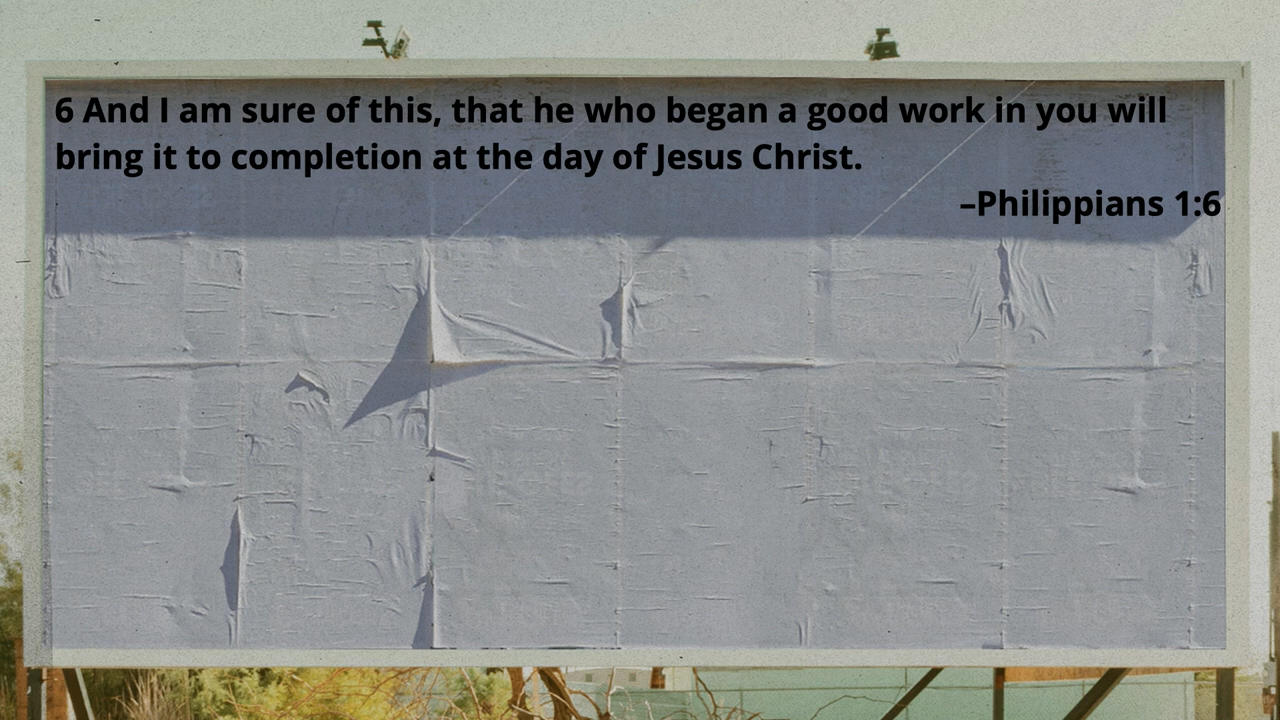 6 And I am sure of this, that he who began a good work in you will
bring it to completion at the day of Jesus Christ.
–Philippians 1:6